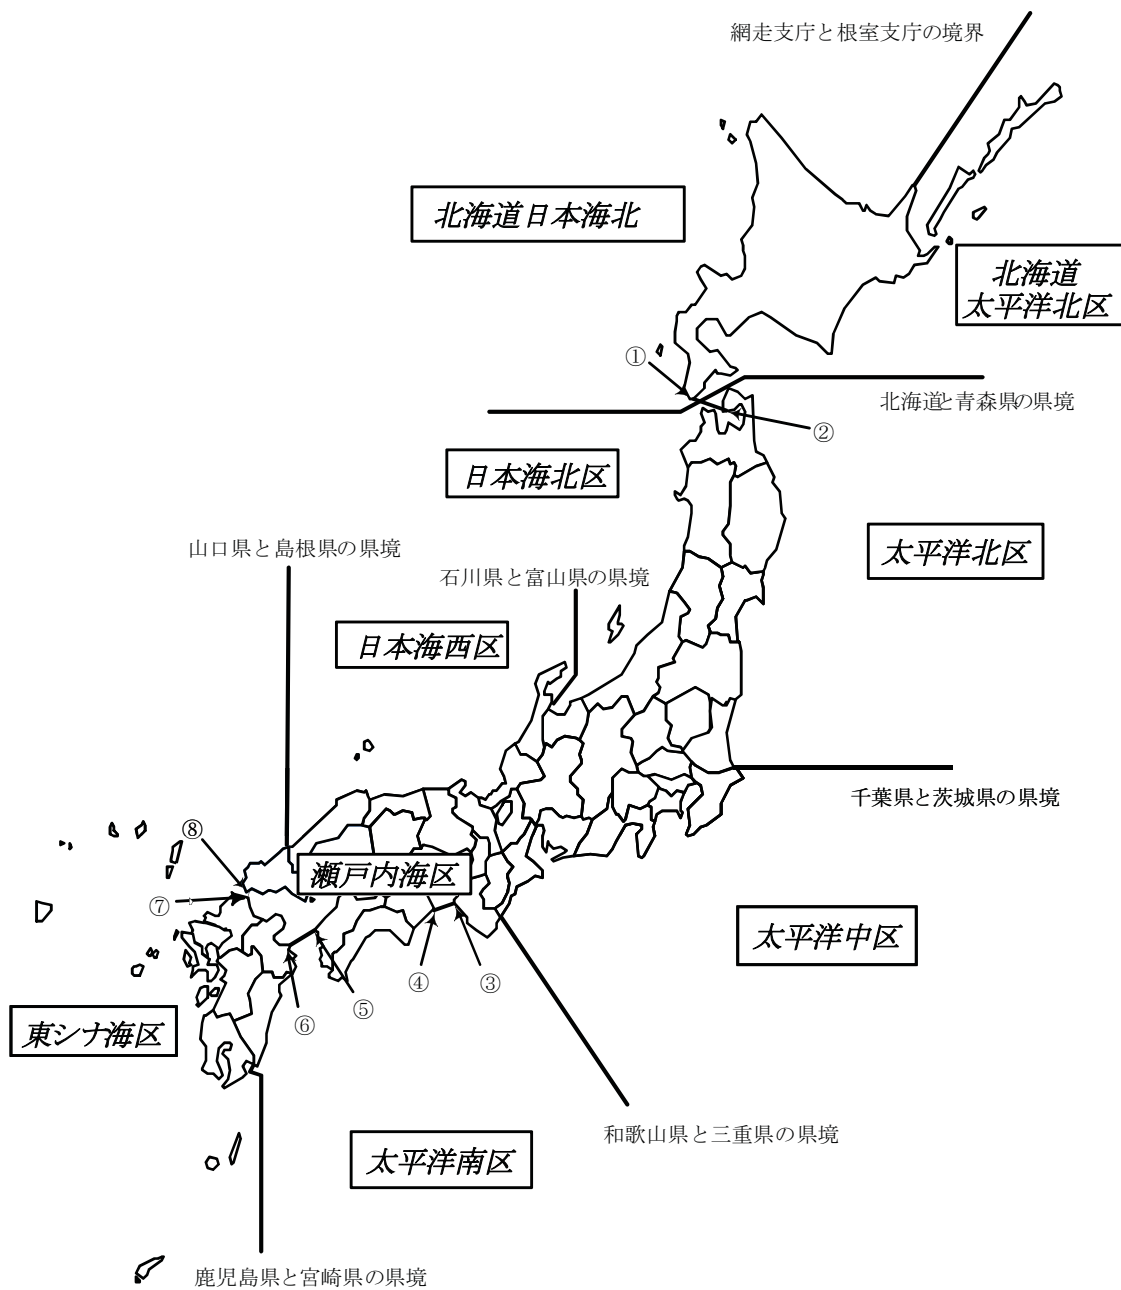 網走支庁と根室支庁の境界
北海道日本海北
北海道
太平洋北区
①
北海道と青森県の県境
②
日本海北区
太平洋北区
山口県と島根県の県境
石川県と富山県の県境
日本海西区
千葉県と茨城県の県境
⑧
瀬戸内海区
⑦
太平洋中区
④
③
⑤
⑥
東シナ海区
和歌山県と三重県の県境
太平洋南区
鹿児島県と宮崎県の県境